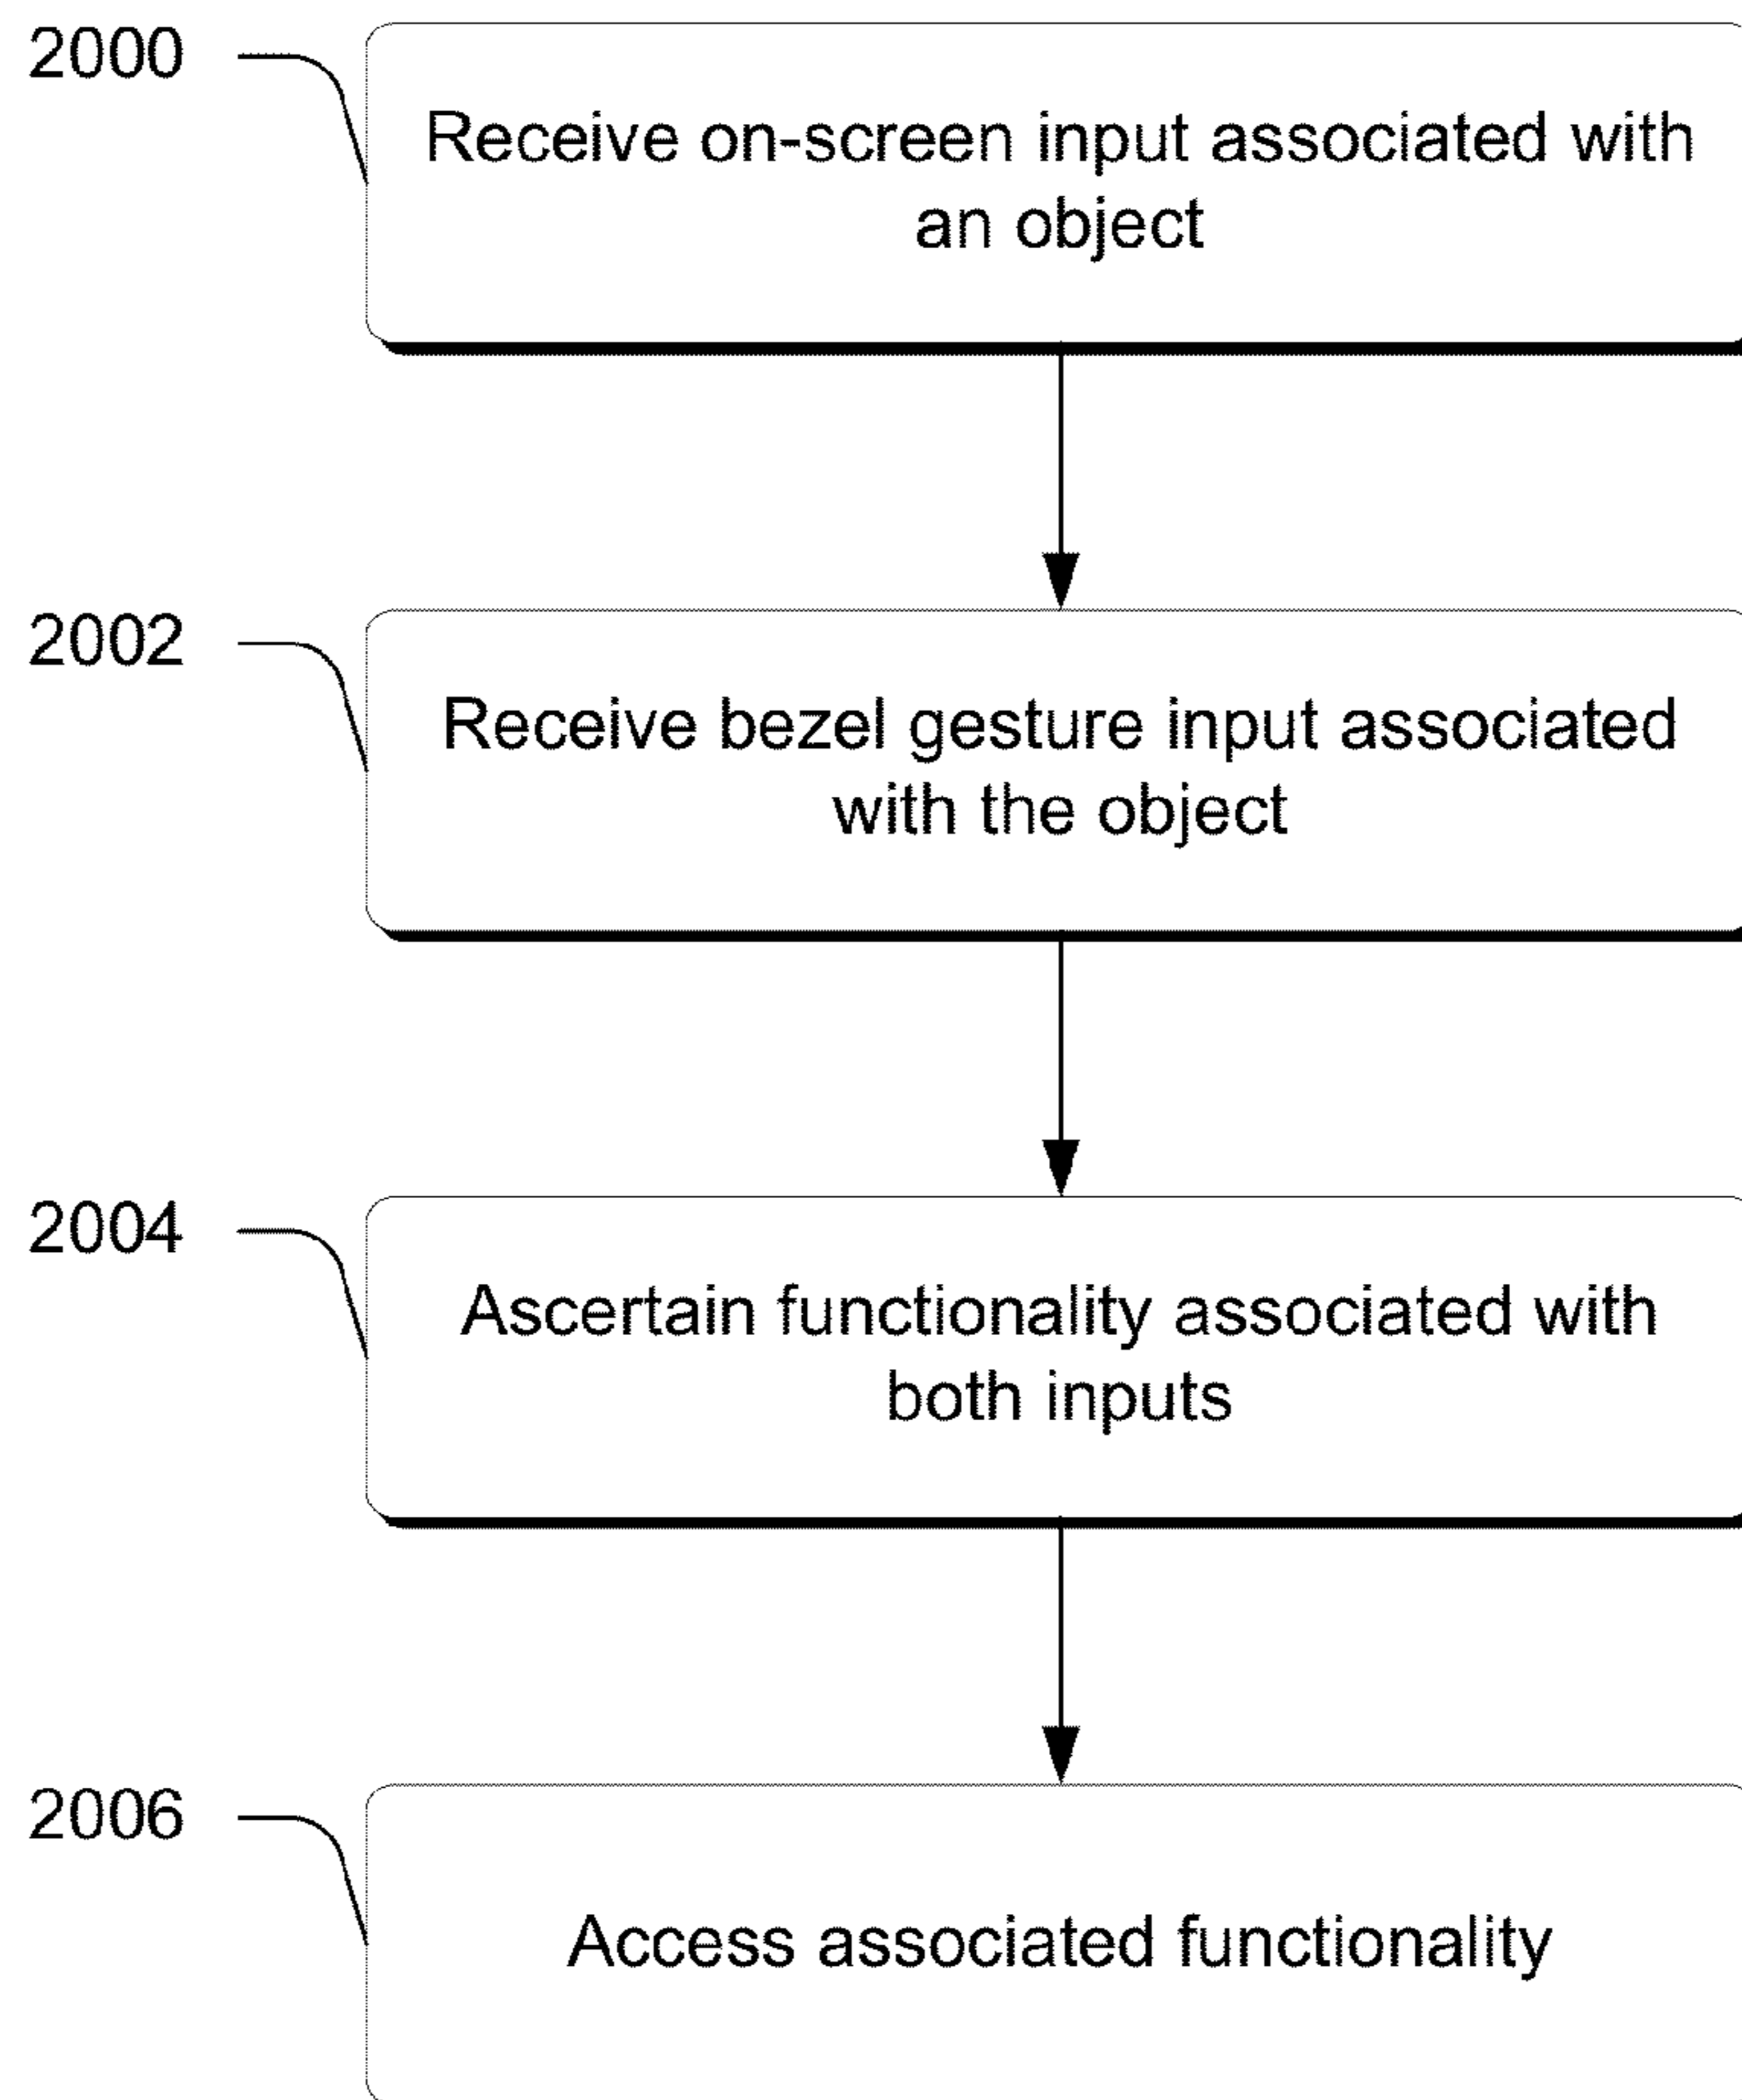 2000
Receive on-screen input associated with
an object
2002
Receive bezel gesture input associated
with the object
2004
Ascertain functionality associated with
both inputs
2006
Access associated functionality